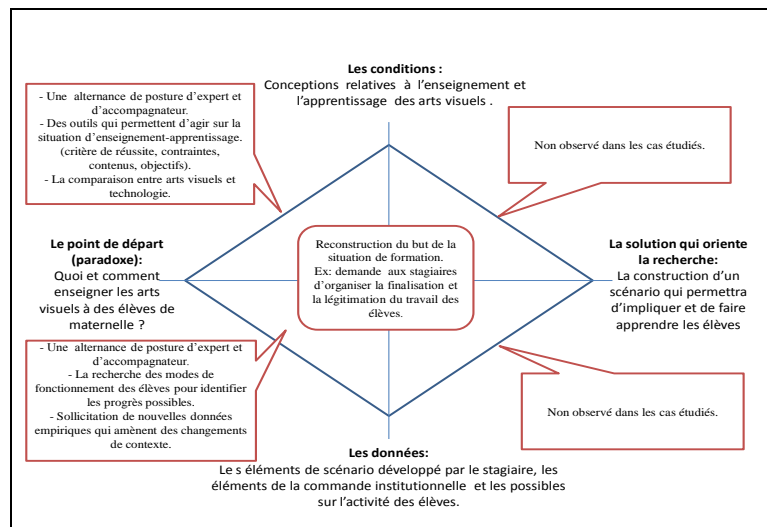 Les conditions :
Conceptions relatives à l'enseignement et
l'apprentissage des arts visuels .
- Une alternance de posture d'expert et
d'accompagnateur.
- Des outils qui permettent d'agir sur la
situation d'enseignement-apprentissage.
(critère de réussite, contraintes,
contenus, objectifs).
- La comparaison entre arts visuels et
technologie.
Non observé dans les cas étudiés.
Le point de départ
(paradoxe):
Quoi et comment
enseigner les arts
visuels à des élèves de
maternelle ?
Reconstruction du but de la
situation de formation.
Ex: demande aux stagiaires
d'organiser la finalisation et
la légitimation du travail des
élèves.
La solution qui oriente
la recherche:
La construction d'un
scénario qui permettra
d'impliquer et de faire
apprendre les élèves
- Une alternance de posture d'expert et
d'accompagnateur.
- La recherche des modes de
fonctionnement des élèves pour identifier
les progrès possibles.
- Sollicitation de nouvelles données
empiriques qui amènent des changements
de contexte.
Non observé dans les cas étudiés.
Les données:
Le s éléments de scénario développé par le stagiaire, les
éléments de la commande institutionnelle et les possibles
sur l'activité des élèves.